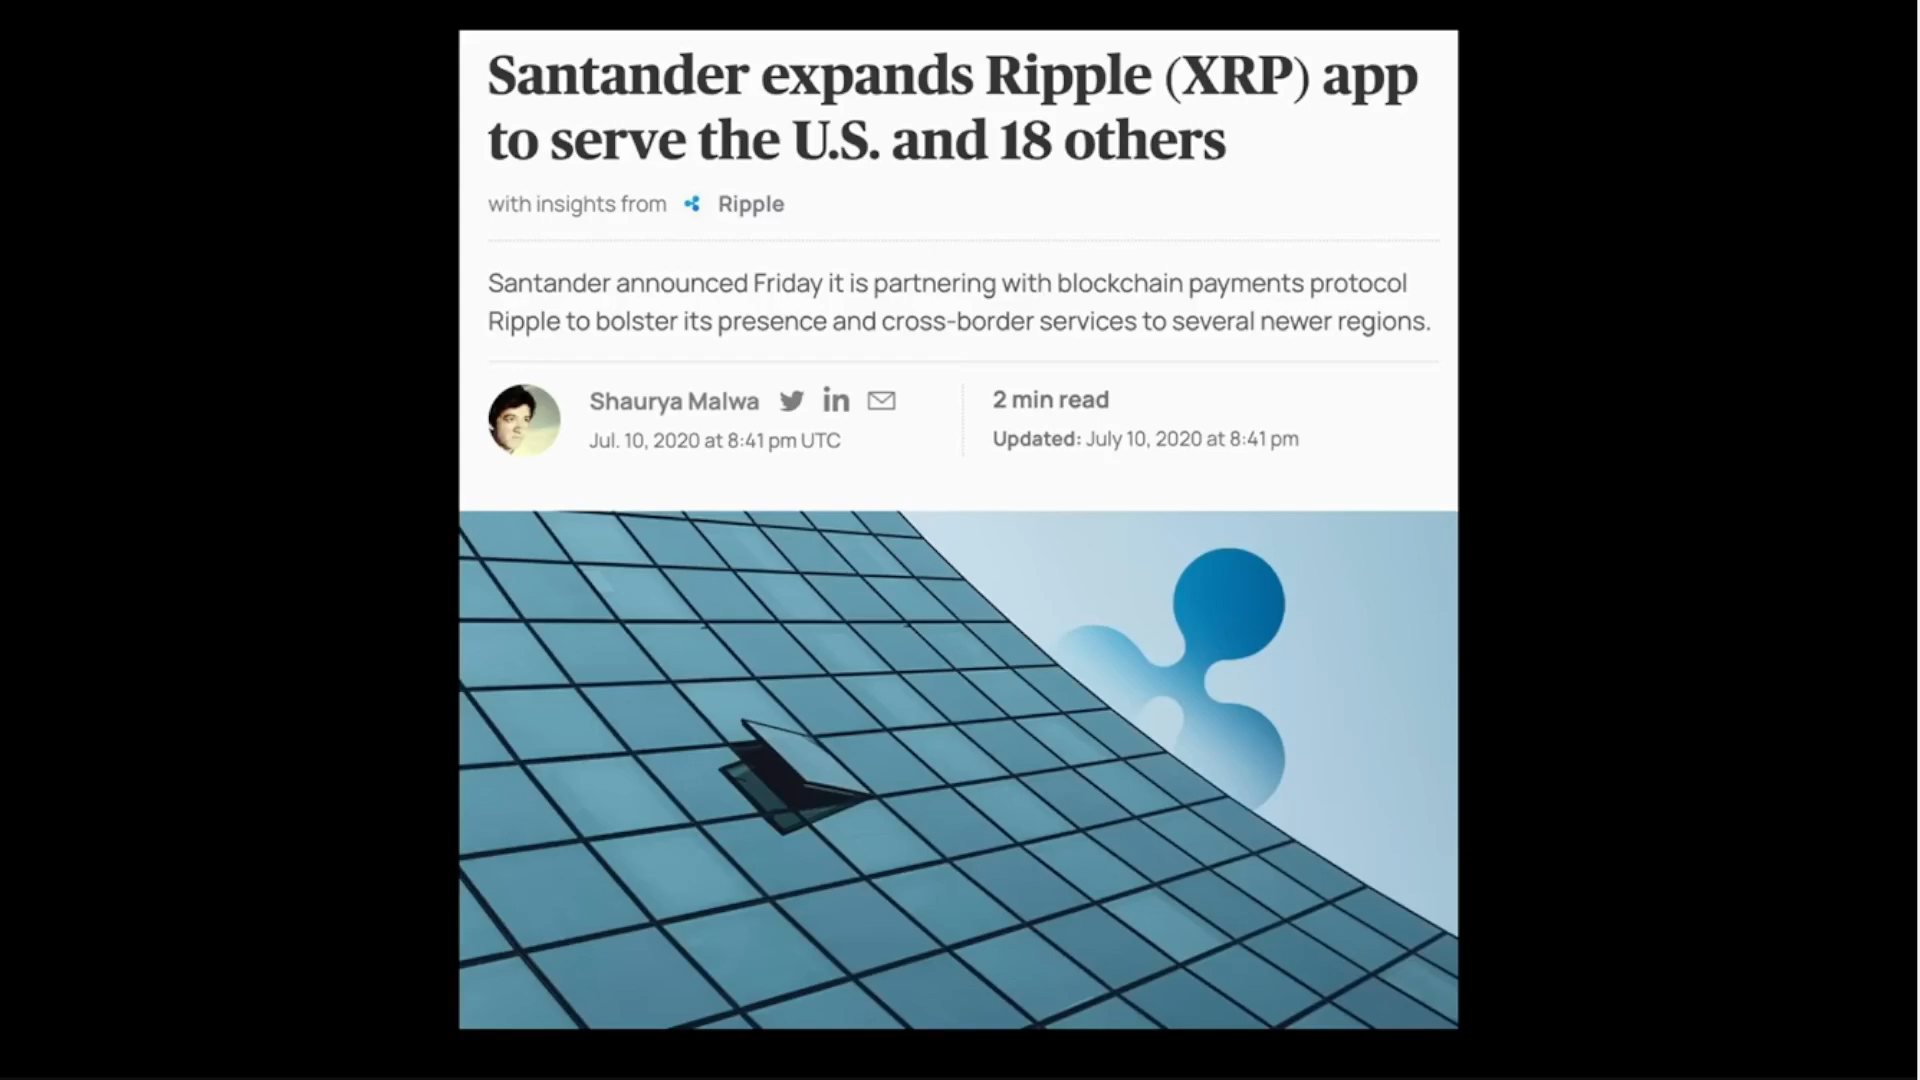 Santander expands Ripple (XRP) app
to serve the U.S. and 18 others
with insights from Ripple
Santander announced Friday it is partnering with blockchain payments protocol
Ripple to bolster its presence and cross-border services to several newer regions.
Shaurya Malwa in
2 min read
Jul. 10, 2020 at 8:41 pm UTC
Updated: July 10, 2020 at 8:41 pm